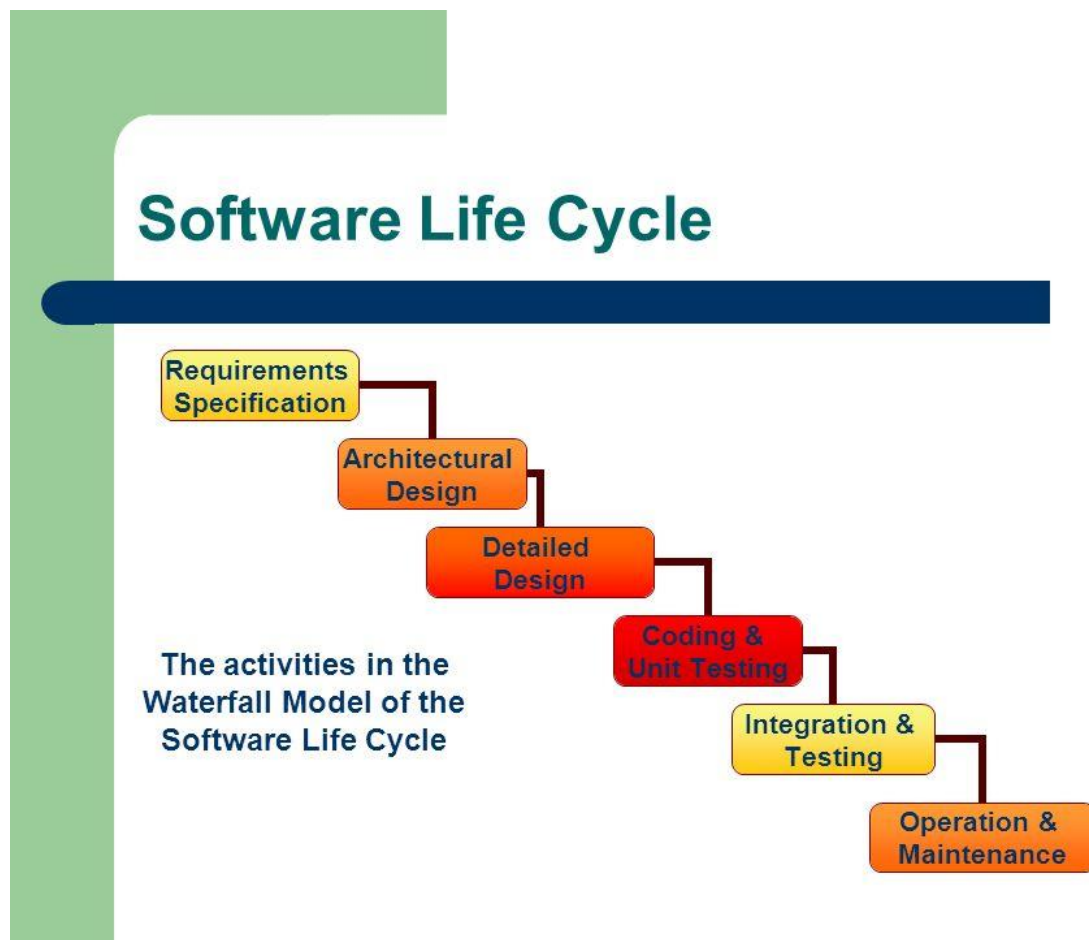 Software Life Cycle
Requirements
Specification
Architectural
Design
Detailed
Design
Coding &
Unit Testing
The activities in the
Waterfall Model of the
Software Life Cycle
Integration &
Testing
Operation &
Maintenance